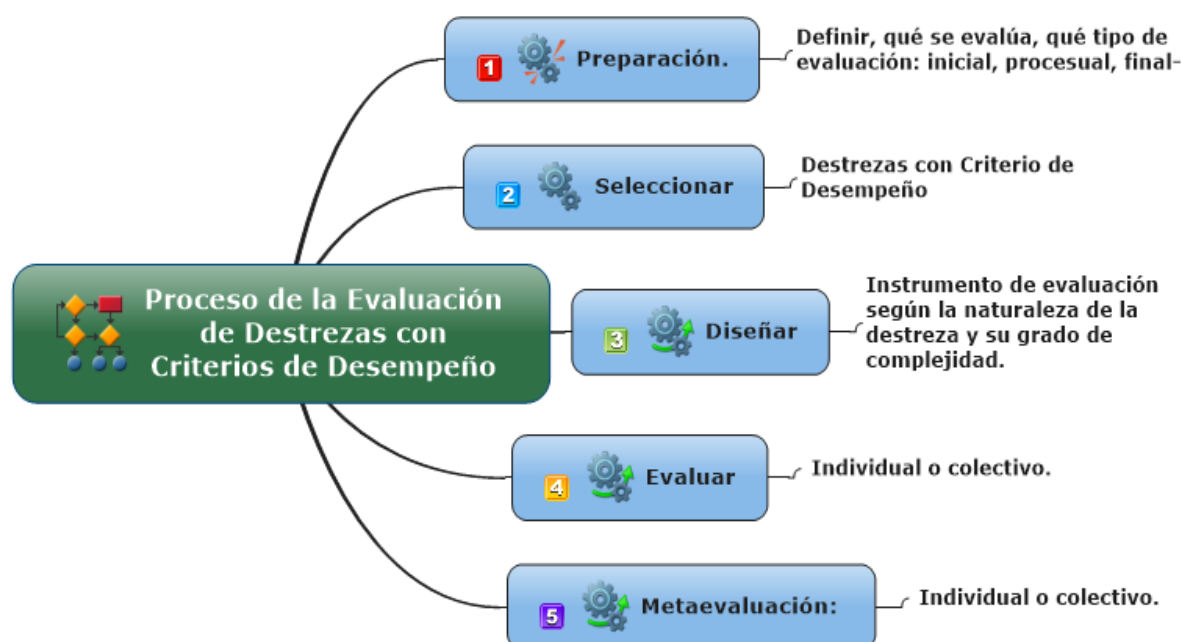 Proceso de la Evaluación
de Destrezas con
Criterios de Desempeño
1
Preparación.
Definir, qué se evalúa, qué tipo de
evaluación: inicial, procesual, final-
2
Seleccionar
Destrezas con Criterio de
Desempeño
3
Diseñar
Instrumento de evaluación
según la naturaleza de la
destreza y su grado de
complejidad.
4
Evaluar
Individual o colectivo.
5
Metaevaluación:
Individual o colectivo.